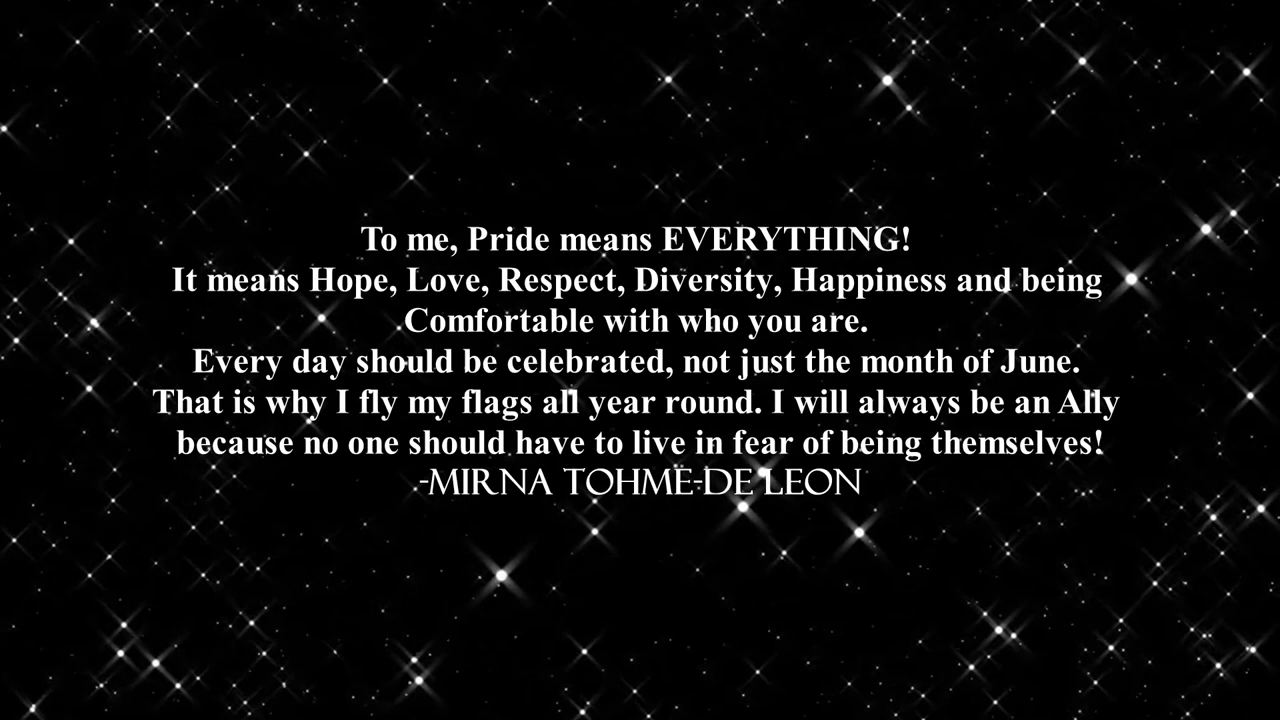 To me, Pride means EVERYTHING!
It means Hope, Love, Respect, Diversity, Happiness and being
Comfortable with who you are.
Every day should be celebrated, not just the month of June.
That is why I fly my flags all year round. I will always be an Ally
because no one should have to live in fear of being themselves!
-MIRNA TOHME-DE LEON